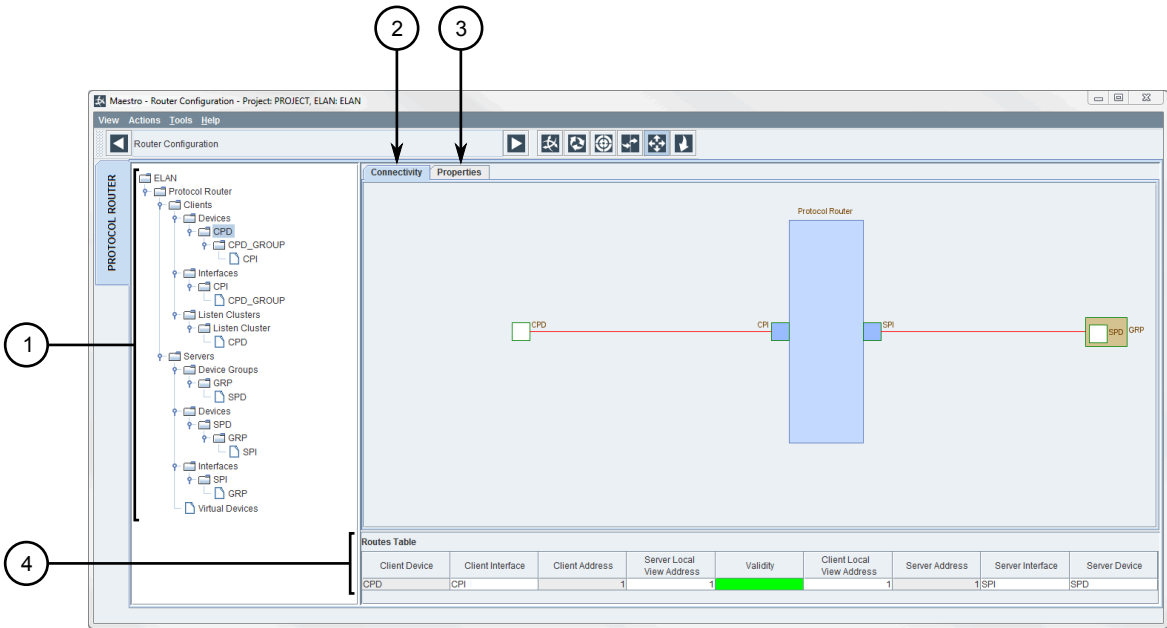 2 3
Maestro - Router Configuration - Project: PROJECT, ELAN: ELAN
View Actions Tools Help
Router Configuration
PROTOCOL ROUTER
ELAN
Protocol Router
Clients
Devices
CPD
CPD_GROUP
CPI
Interfaces
CPI
CPD_GROUP
Listen Clusters
Listen Cluster
CPD
Servers
Device Groups
GRP
SPD
Devices
SPD
GRP
SPI
Interfaces
SPI
GRP
Virtual Devices
1
Connectivity Properties
Protocol Router
CPD CPI SPI SPD GRP
4
Routes Table
Client Device Client Interface Client Address Server Local View Address Validity Client Local View Address Server Address Server Interface Server Device
CPD CPI 1 1 1 1 SPI SPD